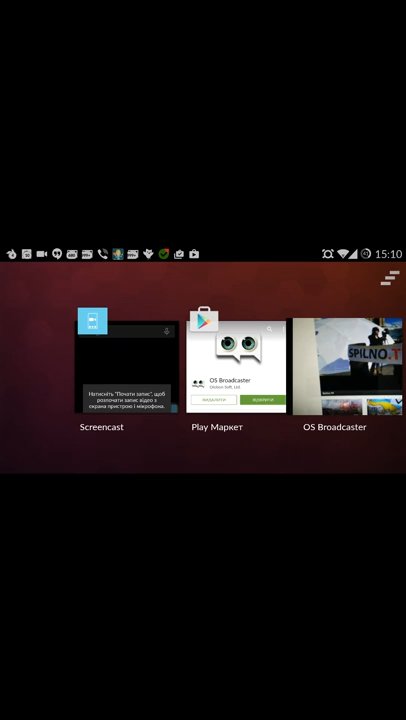 15:10
Натисніть "Почати запис", щоб
розпочати запис відео з
екрана пристрою і мікрофона.
OS Broadcaster
ВИДАЛИТИ
ВІДКРИТИ
SPILNO.T
Screencast
Play Маркет
OS Broadcaster